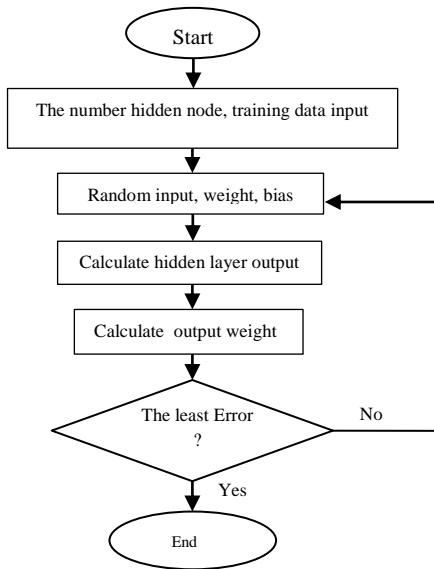 Start
The number hidden node, training data input
Random input, weight, bias
Calculate hidden layer output
Calculate output weight
The least Error
?
No
Yes
End